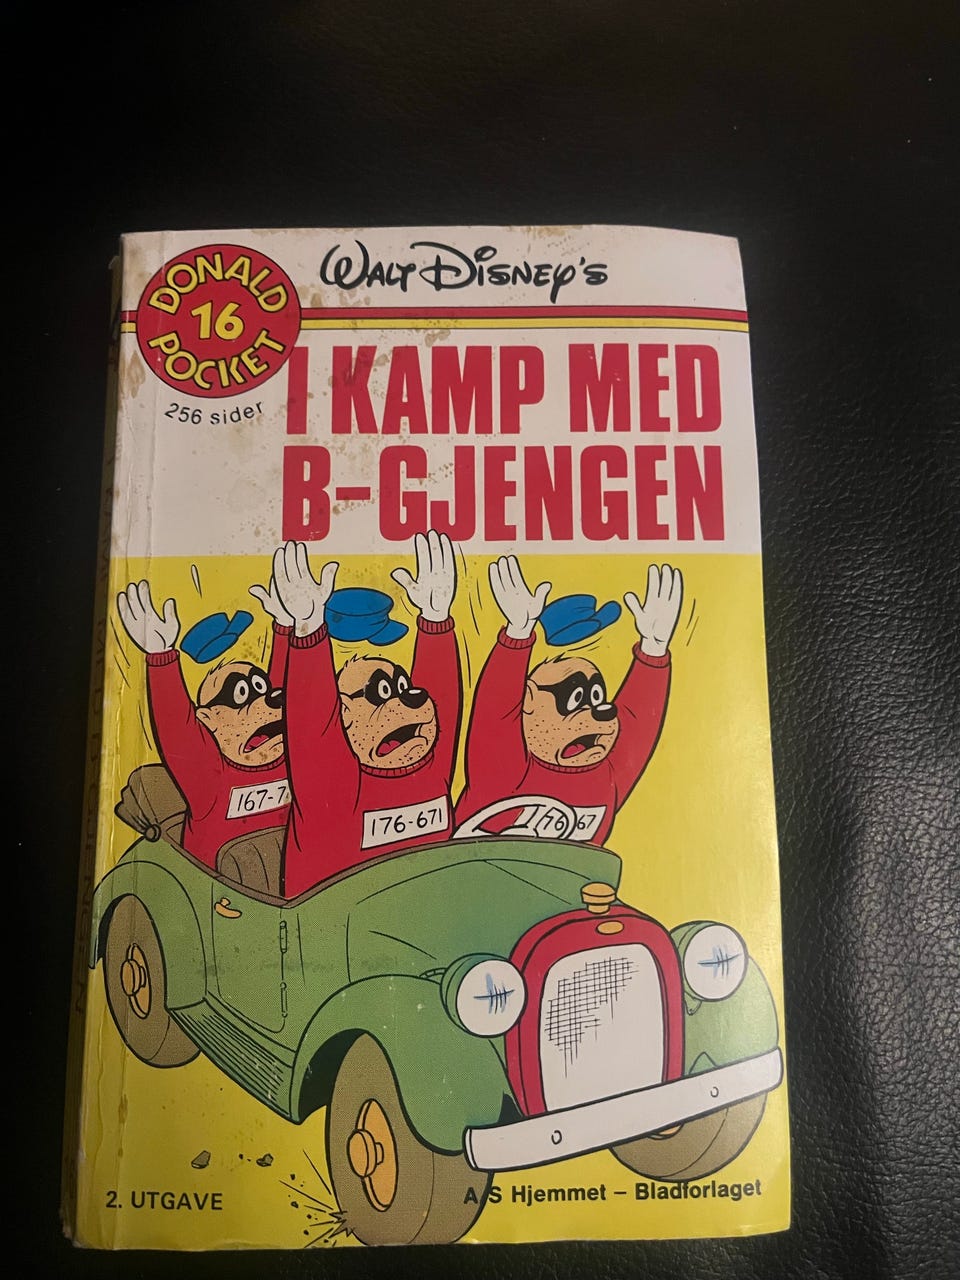 DONALD
16
POCKET
WALT DISNEY'S
256 sider
I KAMP MED
B-GJENGEN
167-7
176-671
76
67
2. UTGAVE
A/S Hjemmet – Bladforlaget